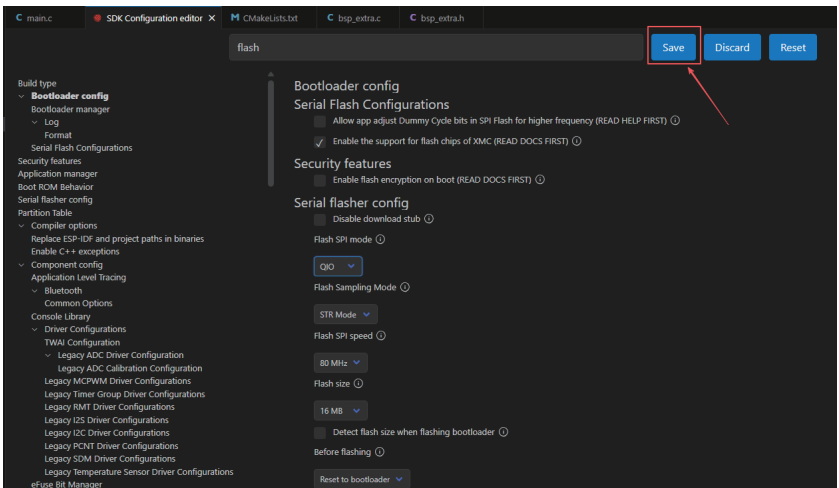 C main.c SDK Configuration editor × M CMakeLists.txt C bsp_extra.c C bsp_extra.h
flash
Save Discard Reset
Build type
Bootloader config
Bootloader manager
Log
Format
Serial Flash Configurations
Security features
Application manager
Boot ROM Behavior
Serial flasher config
Partition Table
Compiler options
Replace ESP-IDF and project paths in binaries
Enable C++ exceptions
Component config
Application Level Tracing
Bluetooth
Common Options
Console Library
Driver Configurations
TWAI Configuration
Legacy ADC Driver Configuration
Legacy ADC Calibration Configuration
Legacy MCPWM Driver Configurations
Legacy Timer Group Driver Configurations
Legacy RMT Driver Configurations
Legacy I2S Driver Configurations
Legacy I2C Driver Configurations
Legacy PCNT Driver Configurations
Legacy SDM Driver Configurations
Legacy Temperature Sensor Driver Configurations
eFuse Bit Manager
Bootloader config
Serial Flash Configurations
Allow app adjust Dummy Cycle bits in SPI Flash for higher frequency (READ HELP FIRST)
Enable the support for flash chips of XMC (READ DOCS FIRST)
Security features
Enable flash encryption on boot (READ DOCS FIRST)
Serial flasher config
Disable download stub
Flash SPI mode
QIO
Flash Sampling Mode
STR Mode
Flash SPI speed
80 MHz
Flash size
16 MB
Detect flash size when flashing bootloader
Before flashing
Reset to bootloader